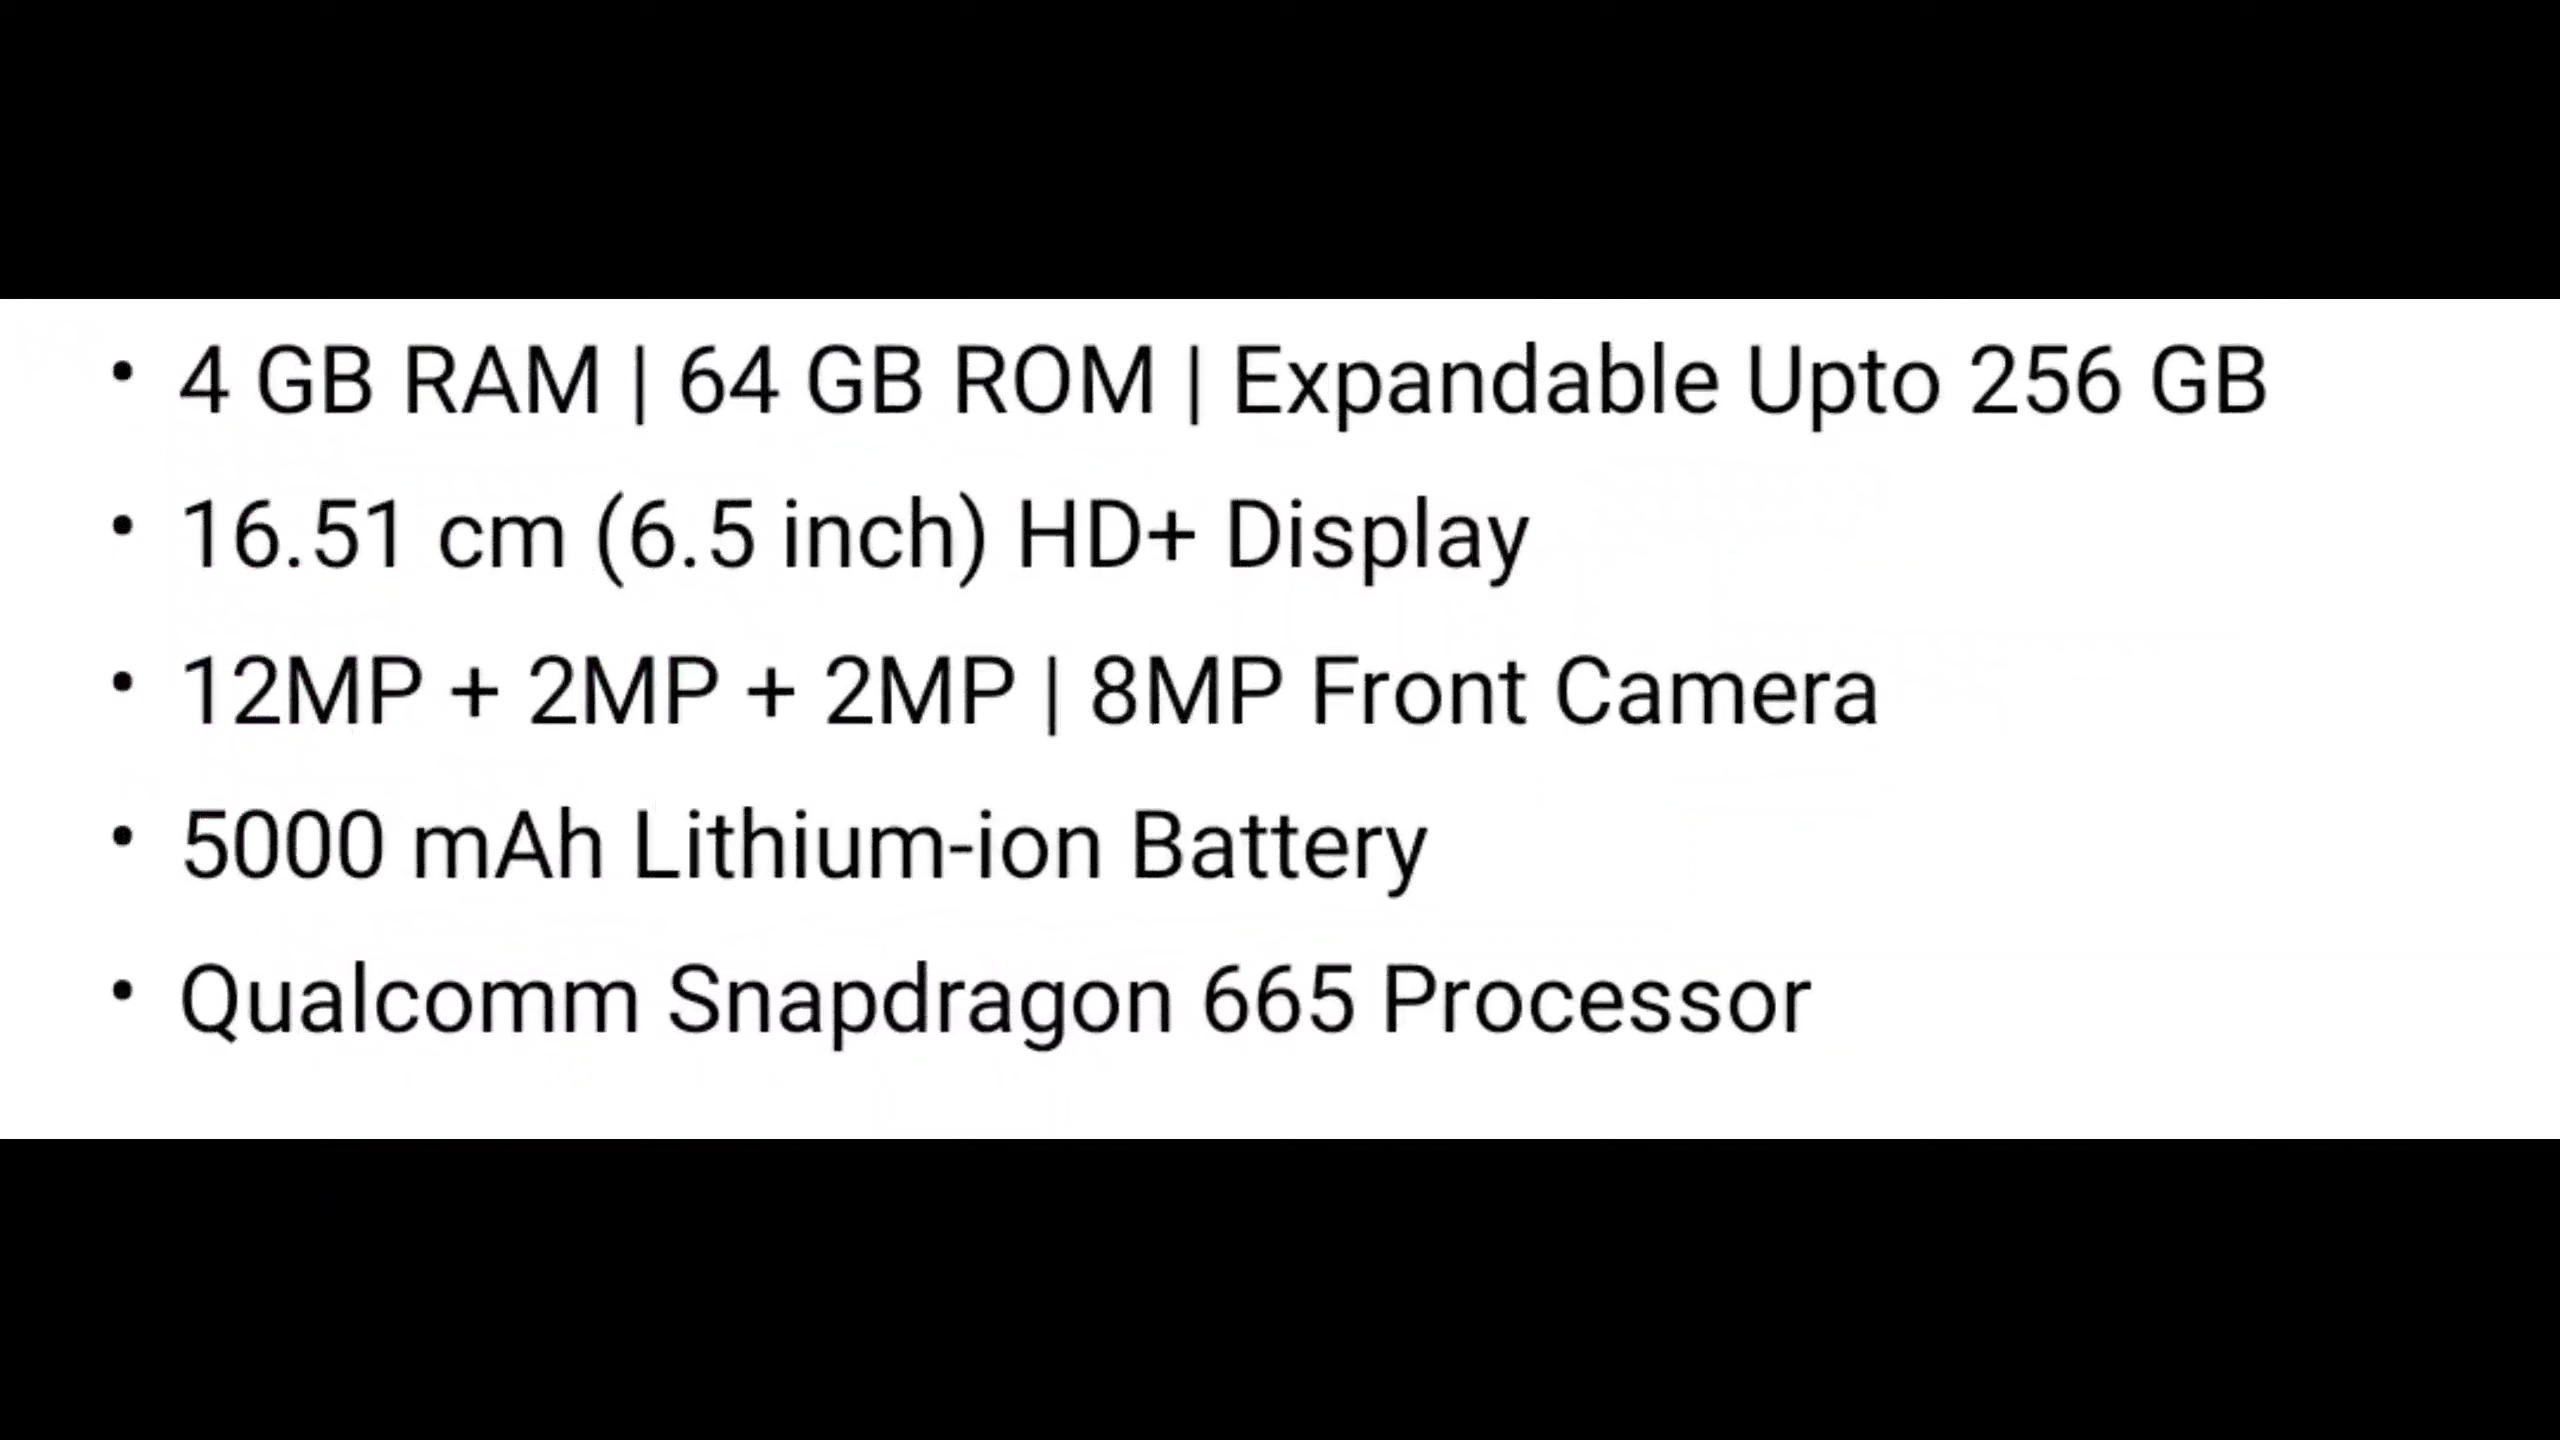 • 4 GB RAM | 64 GB ROM | Expandable Upto 256 GB
• 16.51 cm (6.5 inch) HD+ Display
• 12MP + 2MP + 2MP | 8MP Front Camera
• 5000 mAh Lithium-ion Battery
• Qualcomm Snapdragon 665 Processor